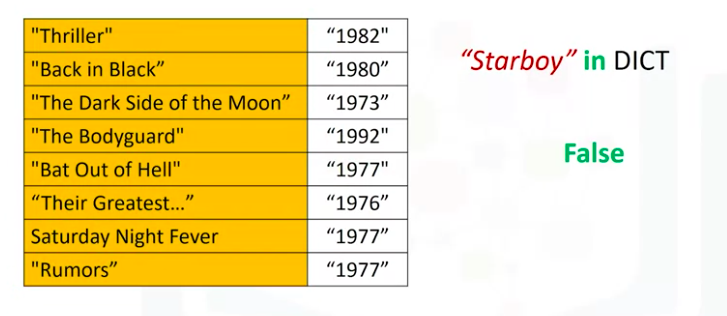 "Thriller" “1982"
"Back in Black” “1980”
"The Dark Side of the Moon” “1973”
"The Bodyguard" “1992"
"Bat Out of Hell" “1977"
“Their Greatest...” “1976”
Saturday Night Fever “1977”
"Rumors” “1977”
“Starboy” in DICT
False